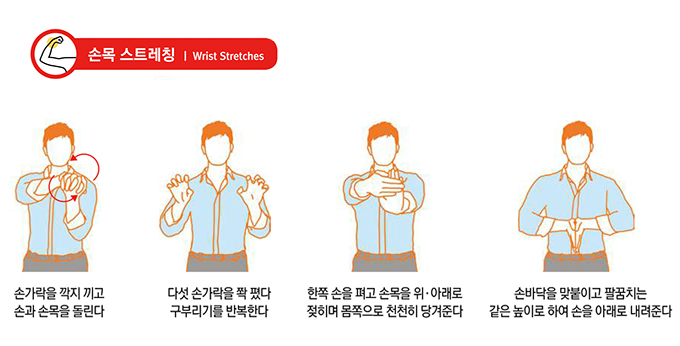 손목 스트레칭 | Wrist Stretches
손가락을 깍지 끼고
손과 손목을 돌린다
다섯 손가락을 쫙 폈다
구부리기를 반복한다
한쪽 손을 펴고 손목을 위·아래로
젖히며 몸쪽으로 천천히 당겨준다
손바닥을 맞붙이고 팔꿈치는
같은 높이로 하여 손을 아래로 내려준다